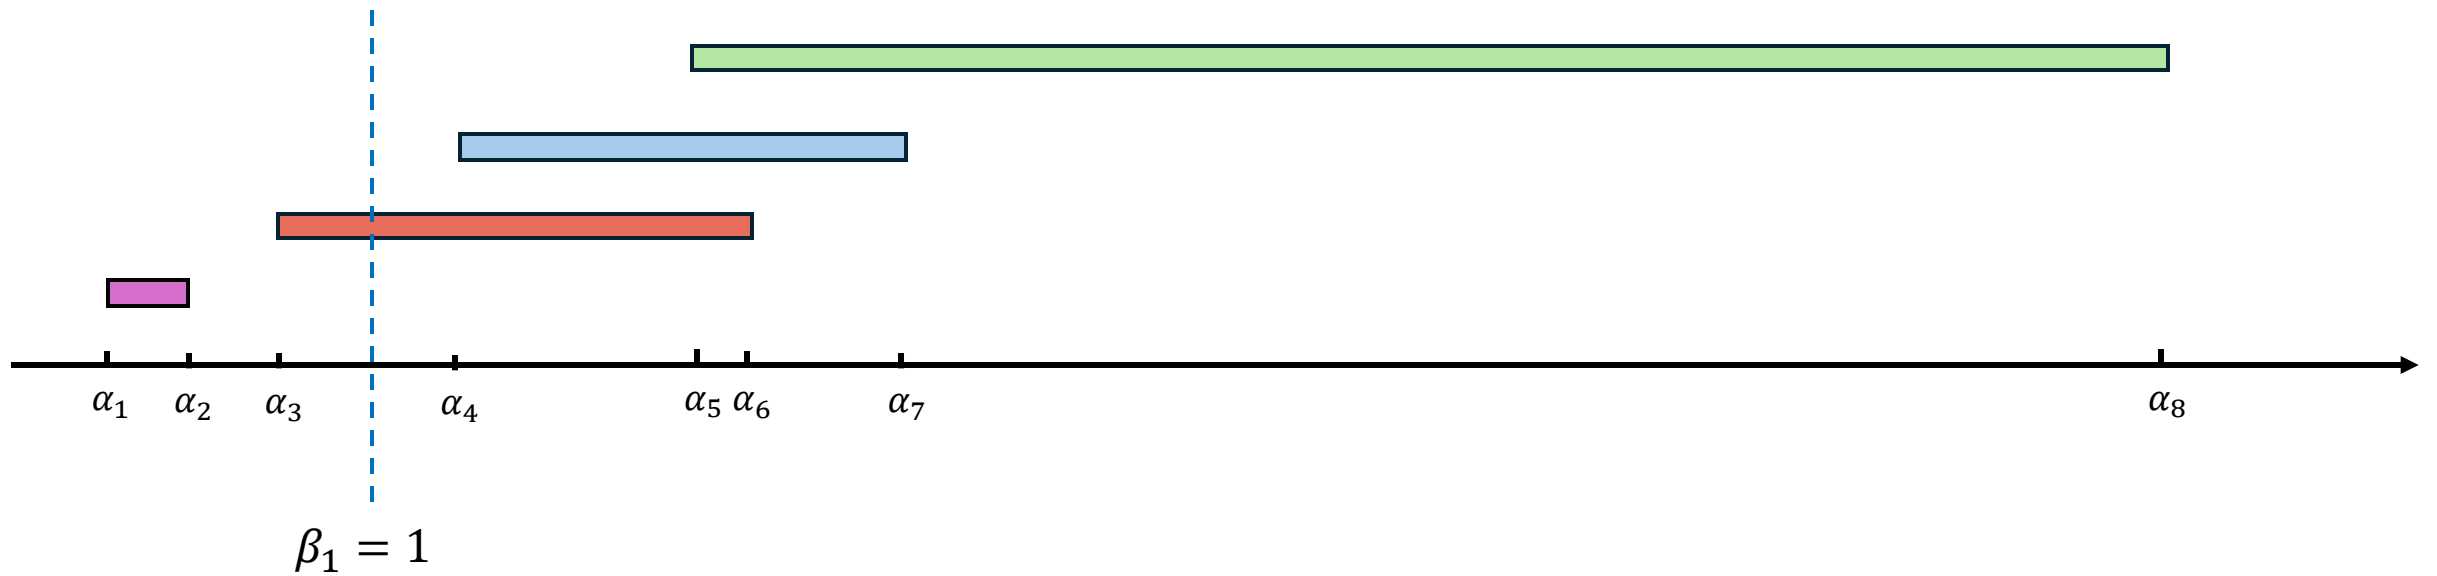 α₁ α₂ α₃ α₄ α₅ α₆ α₇ α₈
β₁ = 1